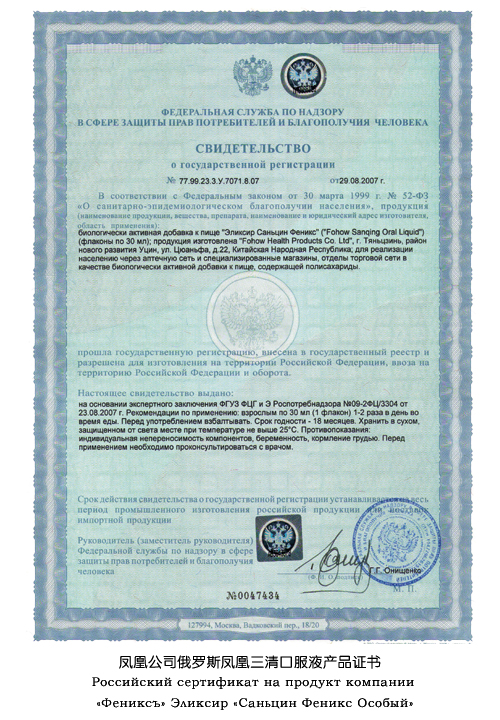 ФЕДЕРАЛЬНАЯ СЛУЖБА ПО НАДЗОРУ
В СФЕРЕ ЗАЩИТЫ ПРАВ ПОТРЕБИТЕЛЕЙ И БЛАГОПОЛУЧИЯ ЧЕЛОВЕКА
СВИДЕТЕЛЬСТВО
о государственной регистрации
№ 77.99.23.3.У.7071.8.07 от 29.08.2007 г.
В соответствии с Федеральным законом от 30 марта 1999 г. № 52-ФЗ
«О санитарно-эпидемиологическом благополучии населения», продукция
(наименование продукции, вещества, препарата, наименование и юридический адрес изготовителя,
область применения)
биологически активная добавка к пище "Эликсир Саньцин Феникс" ("Fohow Sanqing Oral Liquid")
(флаконы по 30 мл); продукция изготовлена "Fohow Health Products Co. Ltd", г. Тяньцзинь, район
нового развития Уцин, ул. Цюаньфа, д.22, Китайская Народная Республика; для реализации
населению через аптечную сеть и специализированные магазины, отделы торговой сети в
качестве биологически активной добавки к пище, содержащей полисахариды.
прошла государственную регистрацию, внесена в государственный реестр и
разрешена для изготовления на территории Российской Федерации, ввоза на
территорию Российской Федерации и оборота.
Настоящее свидетельство выдано:
на основании экспертного заключения ФГУЗ ФЦГ и Э Роспотребнадзора №09-2ФЦ/3304 от
23.08.2007 г. Рекомендации по применению: взрослым по 30 мл (1 флакон) 1-2 раза в день во
время еды. Перед употреблением взбалтывать. Срок годности - 18 месяцев. Хранить в сухом,
защищенном от света месте при температуре не выше 25°С. Противопоказания:
индивидуальная непереносимость компонентов, беременность, кормление грудью. Перед
применением необходимо проконсультироваться с врачом.
Срок действия свидетельства о государственной регистрации устанавливается на весь
период промышленного изготовления российской продукции или поставок
импортной продукции
Руководитель (заместитель руководителя)
Федеральной службы по надзору в сфере
защиты прав потребителей и благополучия
человека
Г.Г. Онищенко
М. П.
№0047434
127994, Москва, Вадковский пер., 18/20
凤凰公司俄罗斯凤凰三清口服液产品证书
Российский сертификат на продукт компании
«Фениксъ» Эликсир «Саньцин Феникс Особый»